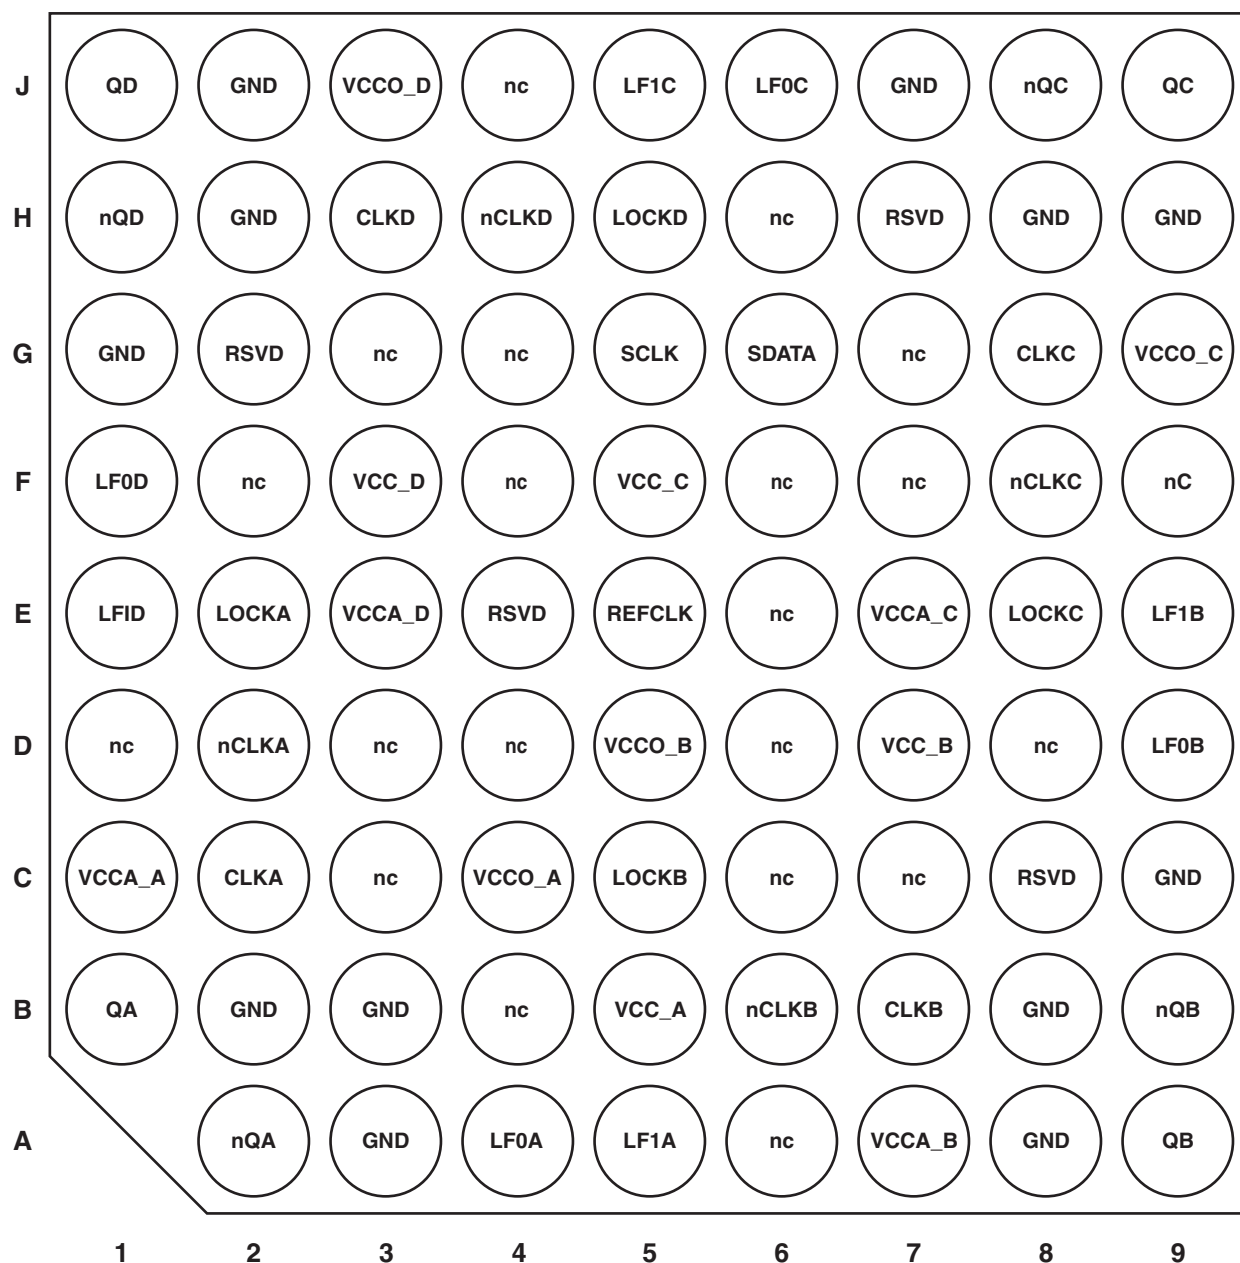 J QD GND VCCO_D nc LF1C LF0C GND nQC QC
H nQD GND CLKD nCLKD LOCKD nc RSVD GND GND
G GND RSVD nc nc SCLK SDATA nc CLKC VCCO_C
F LF0D nc VCC_D nc VCC_C nc nc nCLKC nC
E LFID LOCKA VCCA_D RSVD REFCLK nc VCCA_C LOCKC LF1B
D nc nCLKA nc nc VCCO_B nc VCC_B nc LF0B
C VCCA_A CLKA nc VCCO_A LOCKB nc nc RSVD GND
B QA GND GND nc VCC_A nCLKB CLKB GND nQB
A nQA GND LF0A LF1A nc VCCA_B GND QB
1 2 3 4 5 6 7 8 9